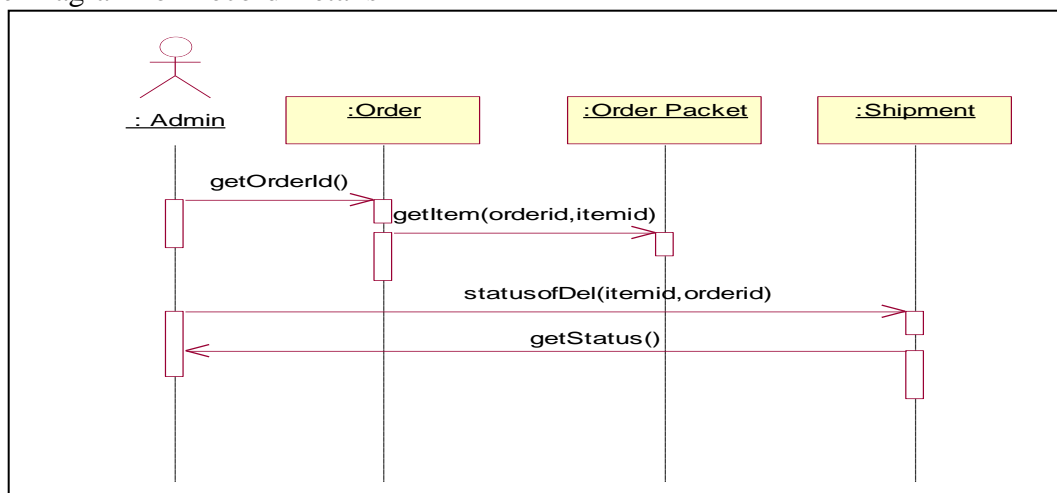 : Admin
:Order
:Order Packet
:Shipment
getOrderId()
getItem(orderid,itemid)
statusofDel(itemid,orderid)
getStatus()